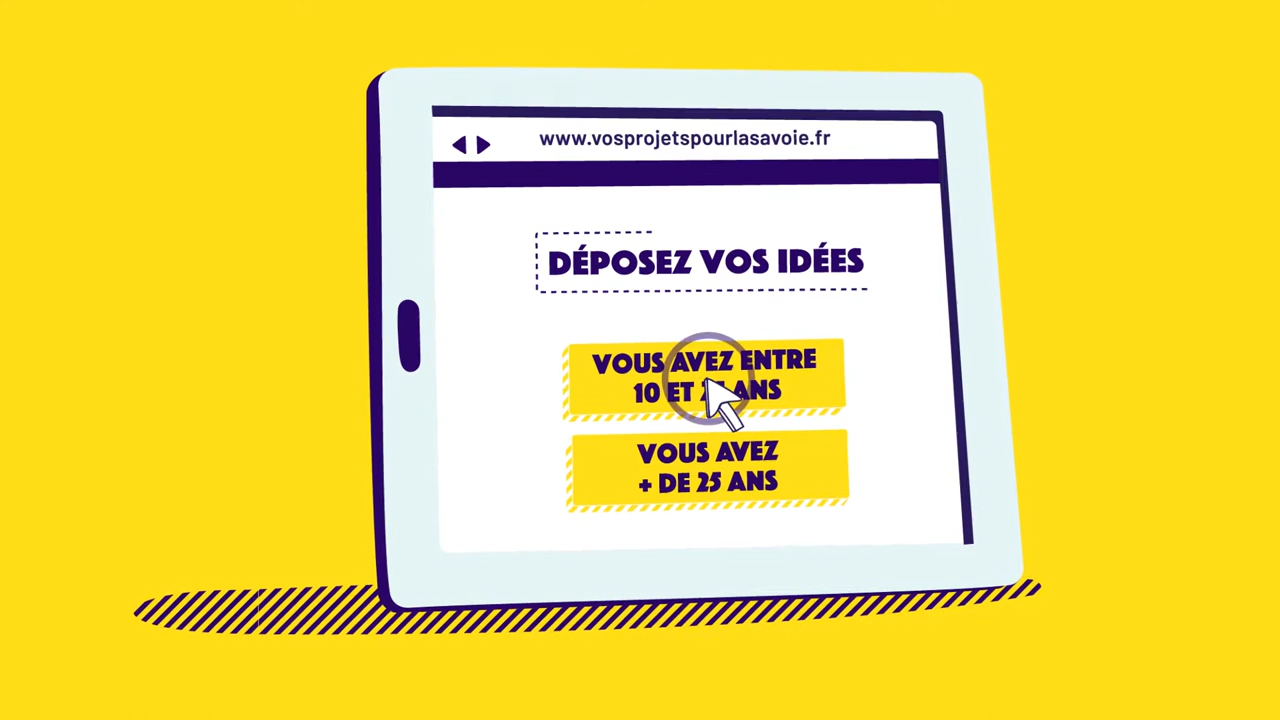 www.vosprojetspourlasavoie.fr
DÉPOSEZ VOS IDÉES
VOUS AVEZ ENTRE
10 ET ANS
VOUS AVEZ
+ DE 25 ANS